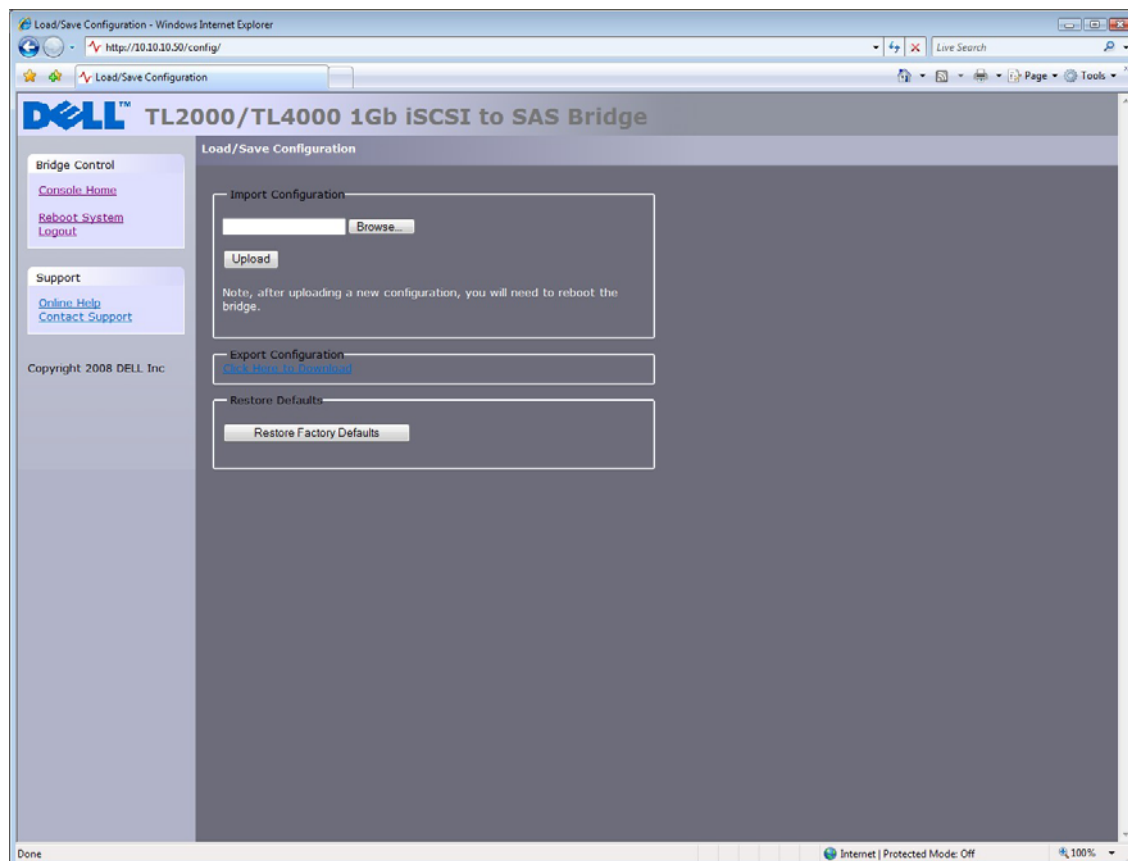 Load/Save Configuration - Windows Internet Explorer
http://10.10.10.50/config/
Live Search
Load/Save Configuration
Page
Tools
DELL™ TL2000/TL4000 1Gb iSCSI to SAS Bridge
Load/Save Configuration
Bridge Control
Console Home
Reboot System
Logout
Support
Online Help
Contact Support
Copyright 2008 DELL Inc
Import Configuration
Browse...
Upload
Note, after uploading a new configuration, you will need to reboot the
bridge.
Export Configuration
Click Here to Download
Restore Defaults
Restore Factory Defaults
Done
Internet | Protected Mode: Off
100%